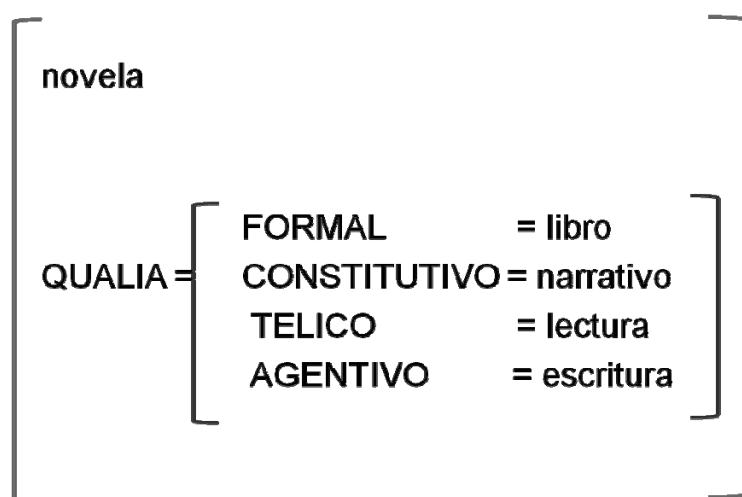 novela
FORMAL = libro
QUALIA = CONSTITUTIVO = narrativo
TELICO = lectura
AGENTIVO = escritura